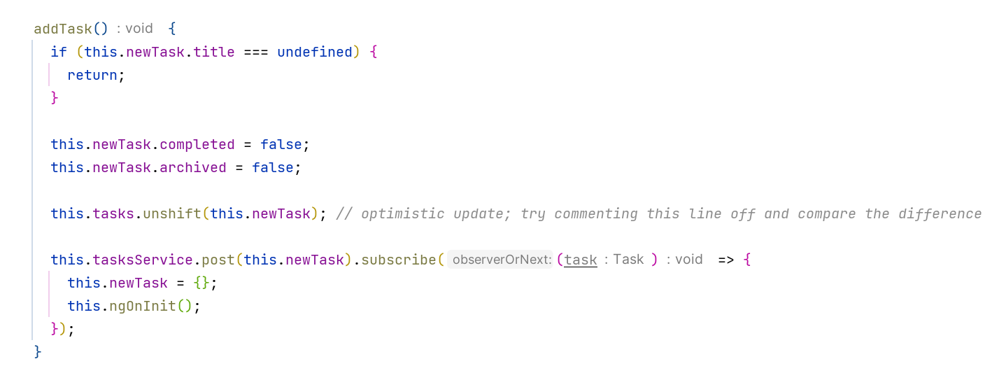 addTask() : void {
if (this.newTask.title === undefined) {
return;
}
this.newTask.completed = false;
this.newTask.archived = false;
this.tasks.unshift(this.newTask); // optimistic update; try commenting this line off and compare the difference
this.tasksService.post(this.newTask).subscribe( observerOrNext: (task : Task ) : void => {
this.newTask = {};
this.ngOnInit();
});
}